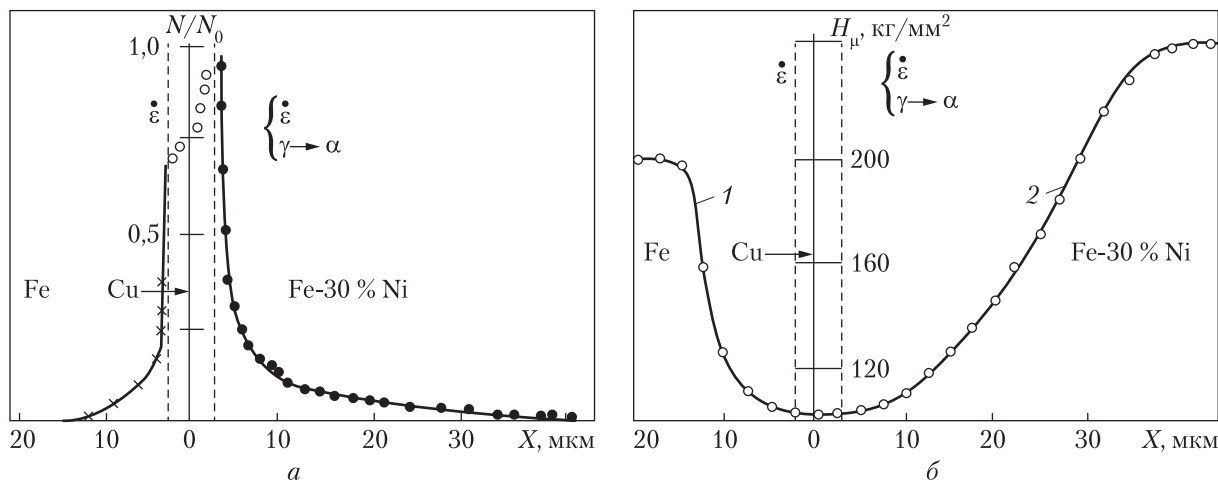 N/N₀
1,0
ε̇
{ ε̇
γ→α
0,5
Fe
Cu
Fe-30 % Ni
20
10
0
10
20
30
X, мкм
а
Hμ, кг/мм²
ε̇
{ ε̇
γ→α
200
1
2
Fe
Cu
160
Fe-30 % Ni
120
20
10
0
10
20
30
X, мкм
б